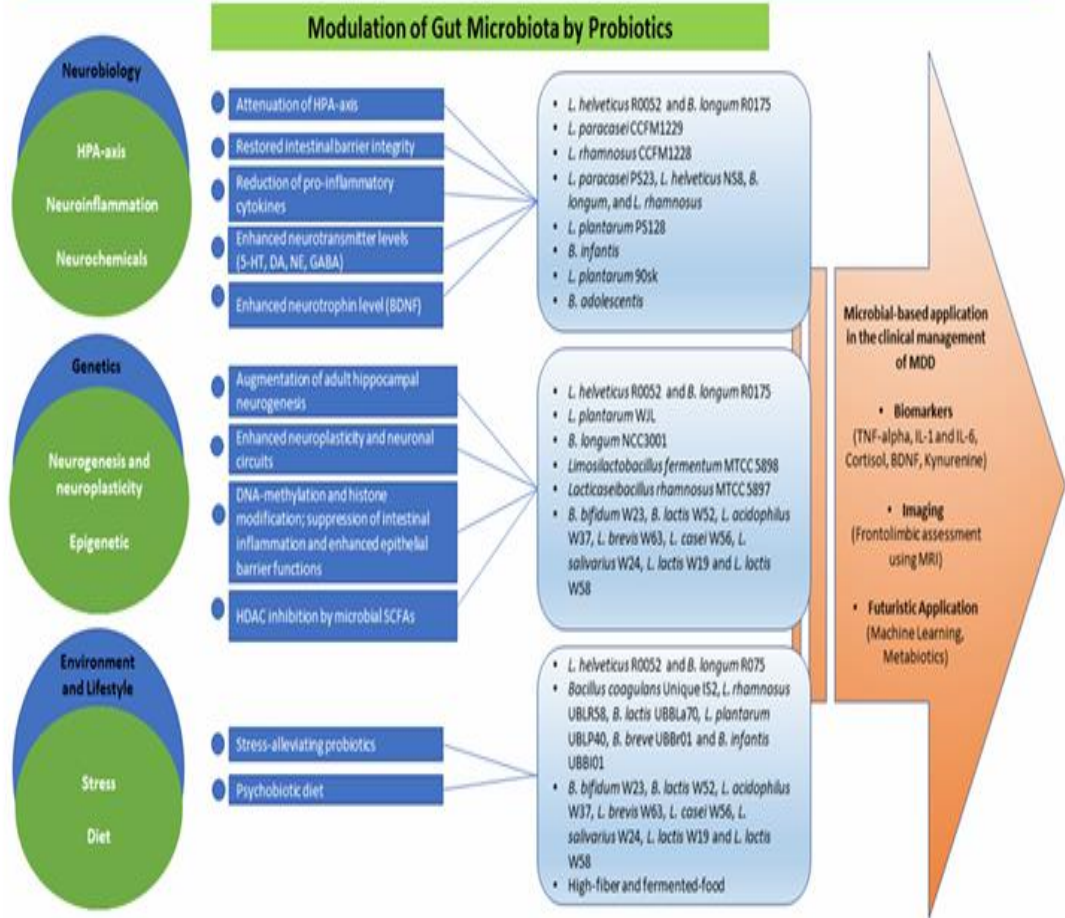 Modulation of Gut Microbiota by Probiotics
Neurobiology
HPA-axis
Neuroinflammation
Neurochemicals
Attenuation of HPA-axis
Restored intestinal barrier integrity
Reduction of pro-inflammatory
cytokines
Enhanced neurotransmitter levels
(5-HT, DA, NE, GABA)
Enhanced neurotrophin level (BDNF)
• L. helveticus R0052 and B. longum R0175
• L. paracasei CCFM1229
• L. rhamnosus CCFM1228
• L. paracasei PS23, L. helveticus NS8, B.
longum, and L. rhamnosus
• L. plantarum PS128
• B. infantis
• L. plantarum 90sk
• B. adolescentis
Genetics
Neurogenesis and
neuroplasticity
Epigenetic
Augmentation of adult hippocampal
neurogenesis
Enhanced neuroplasticity and neuronal
circuits
DNA-methylation and histone
modification; suppression of intestinal
inflammation and enhanced epithelial
barrier functions
HDAC inhibition by microbial SCFAs
• L. helveticus R0052 and B. longum R0175
• L. plantarum WJL
• B. longum NCC3001
• Limosilactobacillus fermentum MTCC 5898
• Lacticaseibacillus rhamnosus MTCC 5897
• B. bifidum W23, B. lactis W52, L. acidophilus
W37, L. brevis W63, L. casei W56, L.
salivarius W24, L. lactis W19 and L. lactis
W58
Environment
and Lifestyle
Stress
Diet
Stress-alleviating probiotics
Psychobiotic diet
• L. helveticus R0052 and B. longum R075
• Bacillus coagulans Unique IS2, L. rhamnosus
UBLR58, B. lactis UBBLa70, L. plantarum
UBLP40, B. breve UBBr01 and B. infantis
UBBI01
• B. bifidum W23, B. lactis W52, L. acidophilus
W37, L. brevis W63, L. casei W56, L.
salivarius W24, L. lactis W19 and L. lactis
W58
• High-fiber and fermented-food
Microbial-based application
in the clinical management
of MDD
• Biomarkers
(TNF-alpha, IL-1 and IL-6,
Cortisol, BDNF, Kynurenine)
• Imaging
(Frontolimbic assessment
using MRI)
• Futuristic Application
(Machine Learning,
Metabiotics)